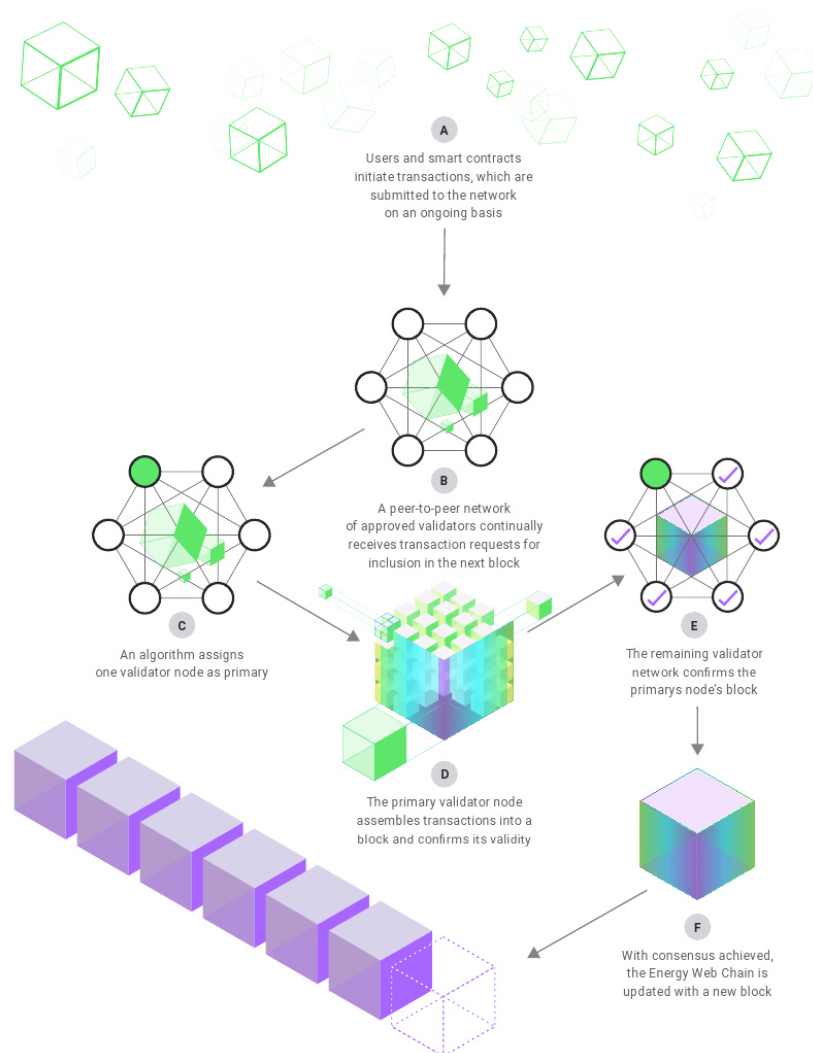 A
Users and smart contracts
initiate transactions, which are
submitted to the network
on an ongoing basis
B
A peer-to-peer network
of approved validators continually
receives transaction requests for
inclusion in the next block
C
An algorithm assigns
one validator node as primary
D
The primary validator node
assembles transactions into a
block and confirms its validity
E
The remaining validator
network confirms the
primarys node's block
F
With consensus achieved,
the Energy Web Chain is
updated with a new block